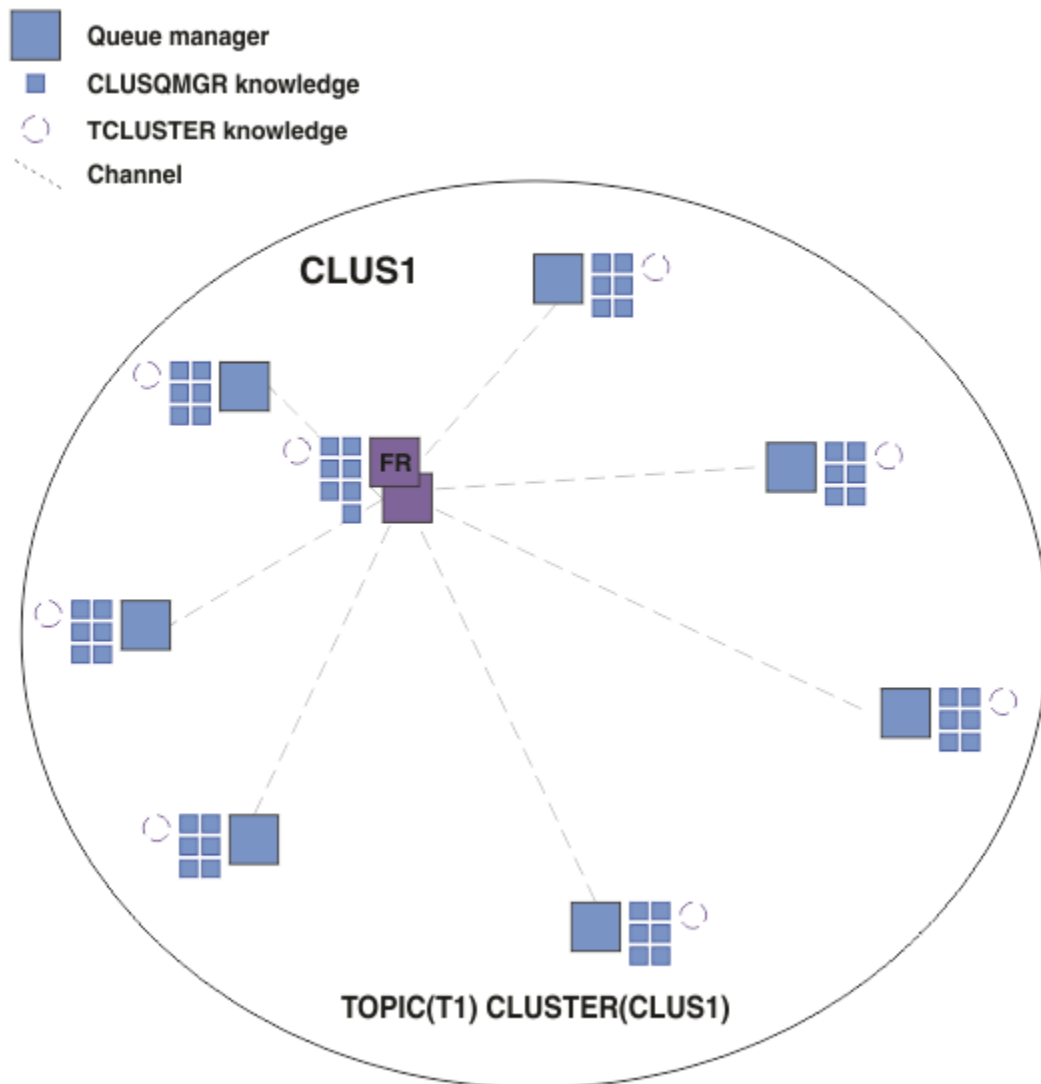 Queue manager
CLUSQMGR knowledge
TCLUSTER knowledge
Channel
CLUS1
FR
TOPIC(T1) CLUSTER(CLUS1)